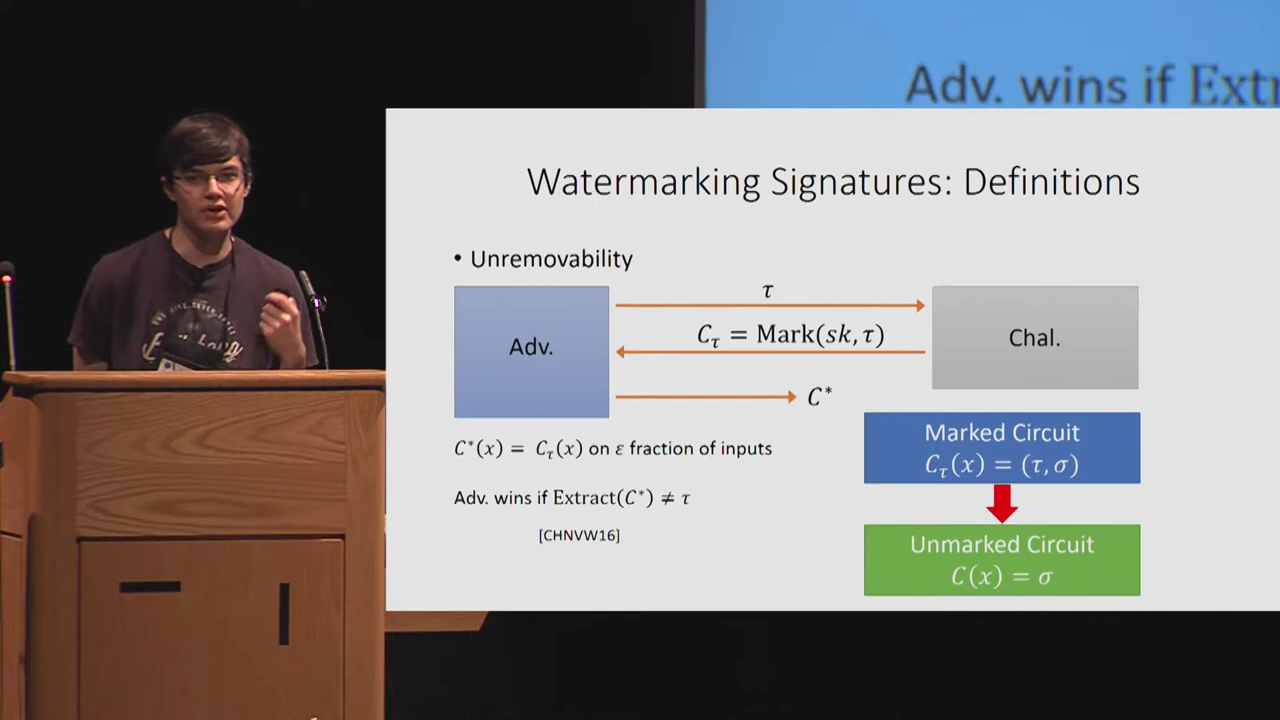 Adv. wins if Extr
Watermarking Signatures: Definitions
• Unremovability
τ
Adv.
C_τ = Mark(sk, τ)
Chal.
C*
C*(x) = C_τ(x) on ε fraction of inputs
Adv. wins if Extract(C*) ≠ τ
[CHNVW16]
Marked Circuit
C_τ(x) = (τ, σ)
Unmarked Circuit
C(x) = σ